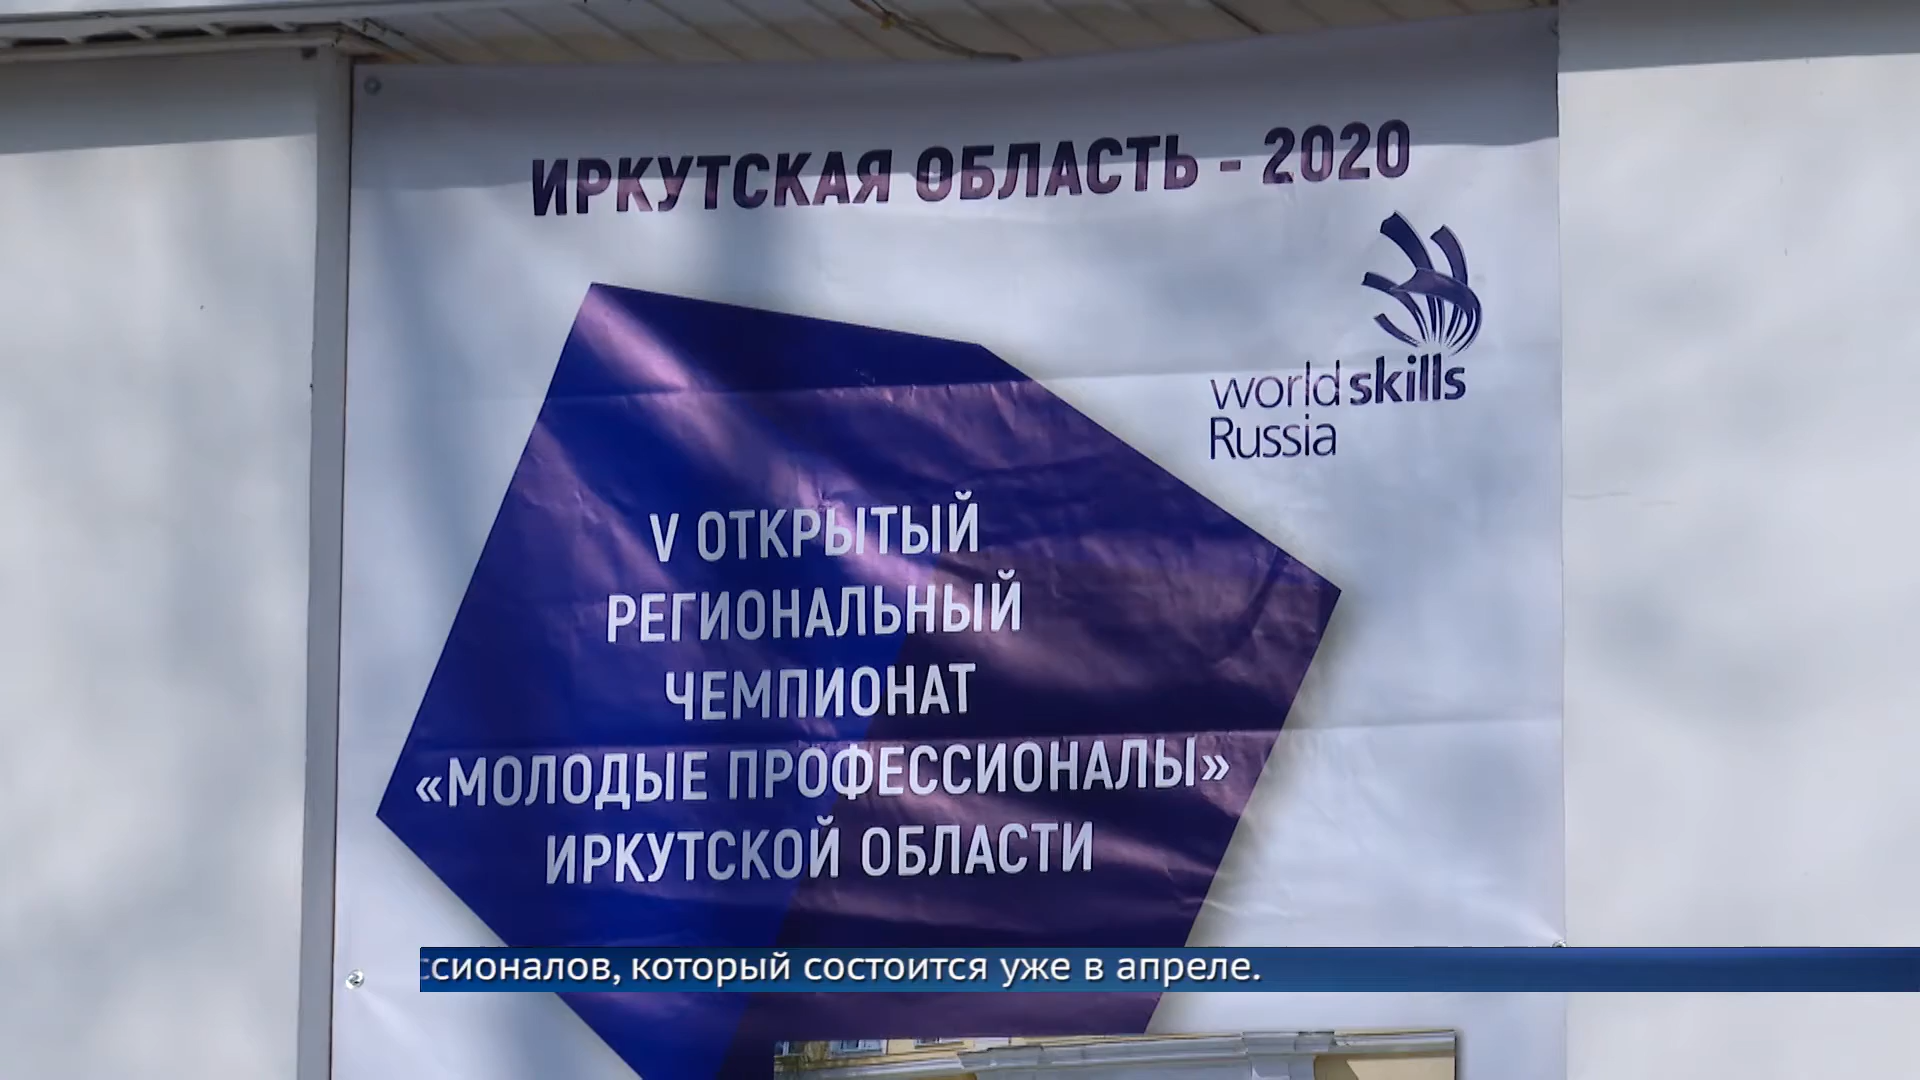 ИРКУТСКАЯ ОБЛАСТЬ - 2020
worldskills
Russia
V ОТКРЫТЫЙ
РЕГИОНАЛЬНЫЙ
ЧЕМПИОНАТ
«МОЛОДЫЕ ПРОФЕССИОНАЛЫ»
ИРКУТСКОЙ ОБЛАСТИ
ссионалов, который состоится уже в апреле.